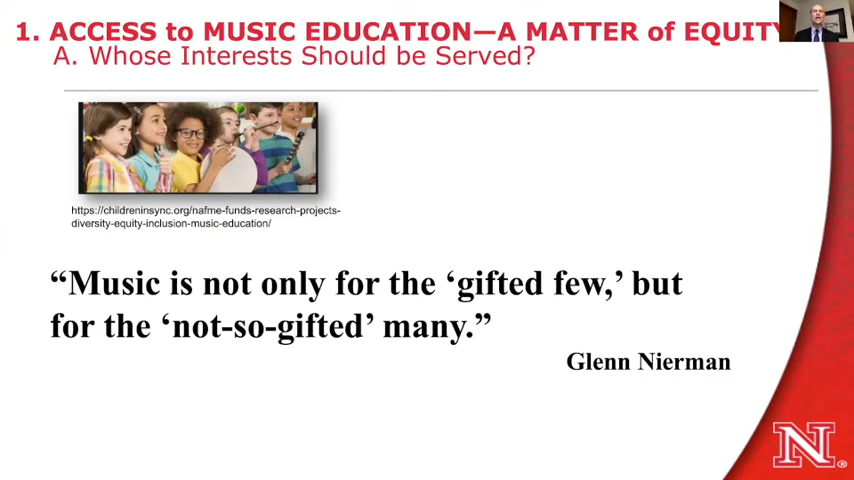 1. ACCESS to MUSIC EDUCATION—A MATTER of EQUITY
A. Whose Interests Should be Served?
https://childreninsync.org/nafme-funds-research-projects-
diversity-equity-inclusion-music-education/
“Music is not only for the ‘gifted few,’ but
for the ‘not-so-gifted’ many.”
Glenn Nierman
N®